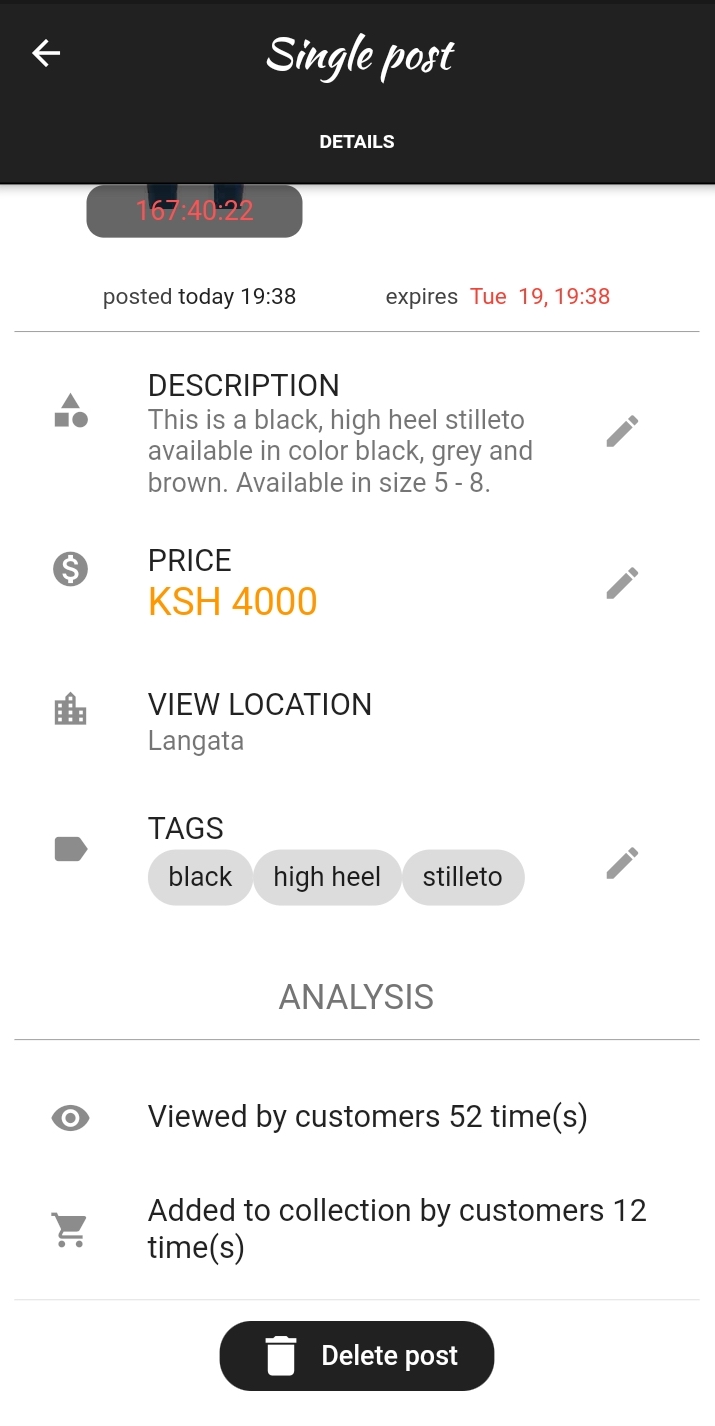 Single post
DETAILS
167:40:22
posted today 19:38 expires Tue 19, 19:38
DESCRIPTION
This is a black, high heel stilleto
available in color black, grey and
brown. Available in size 5 - 8.
PRICE
KSH 4000
VIEW LOCATION
Langata
TAGS
black high heel stilleto
ANALYSIS
Viewed by customers 52 time(s)
Added to collection by customers 12
time(s)
Delete post